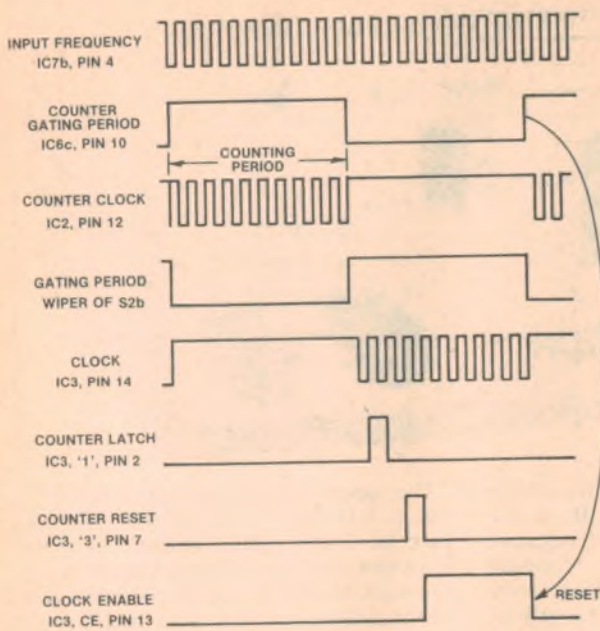 INPUT FREQUENCY
IC7b, PIN 4
COUNTER
GATING PERIOD
IC6c, PIN 10
COUNTING
PERIOD
COUNTER CLOCK
IC2, PIN 12
GATING PERIOD
WIPER OF S2b
CLOCK
IC3, PIN 14
COUNTER LATCH
IC3, '1', PIN 2
COUNTER RESET
IC3, '3', PIN 7
CLOCK ENABLE
IC3, CE, PIN 13
RESET